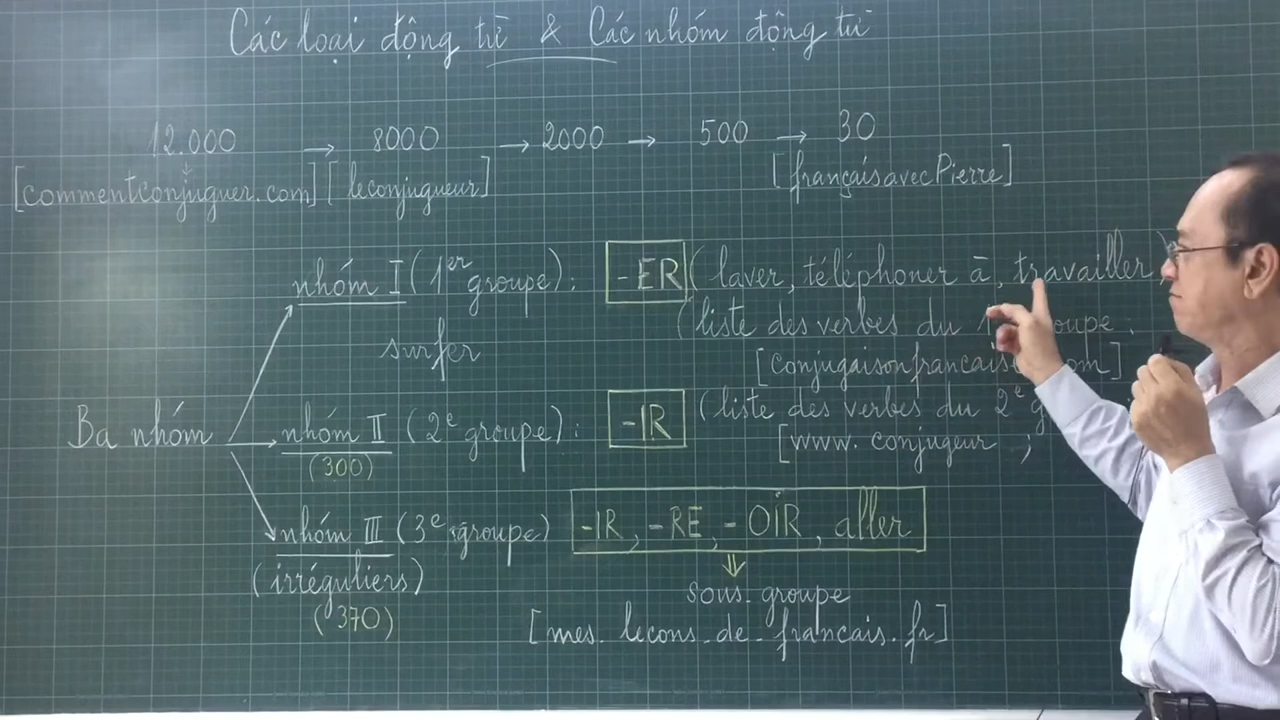 Các loại động từ & Các nhóm động từ
12.000 → 8000 → 2000 → 500 → 30
[commentconjuguer.com] [leconjugueur] [françaisavecPierre]
nhóm I (1er groupe) : -ER (laver, téléphoner à, travailler)
surfer (liste des verbes du
[conjugaisonfrancais
Ba nhóm nhóm II (2e groupe) : -IR (liste des verbes du 2e
(300) [www. conjugeur ;
nhóm III (3e groupe) -IR, -RE, -OIR, aller
(irréguliers) sous-groupe
(370) [mes-lecons-de-francais.fr]